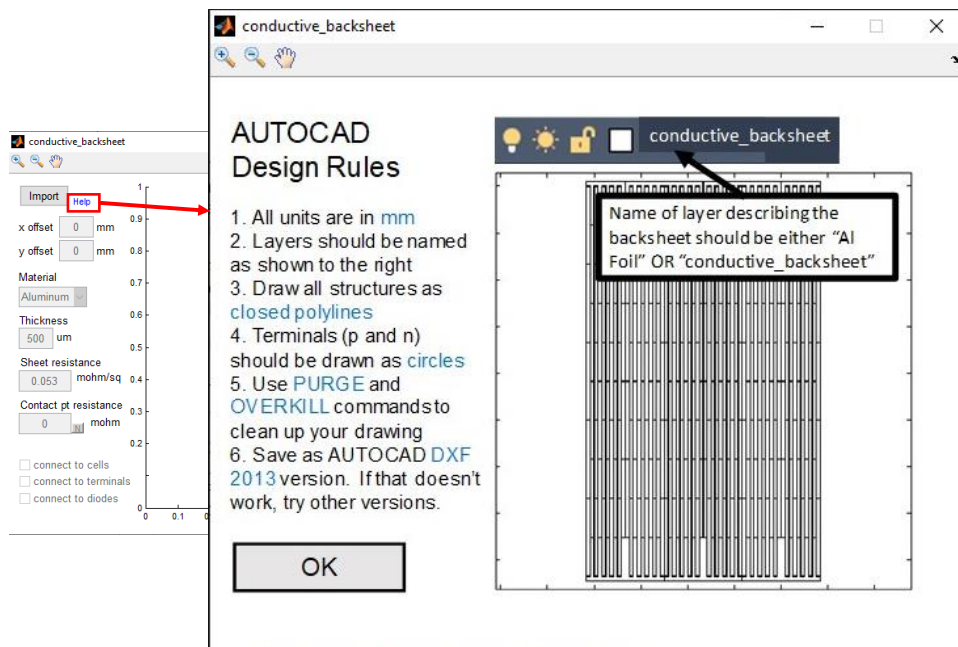 conductive_backsheet
Import
Help
x offset 0 mm
y offset 0 mm
Material
Aluminum
Thickness
500 um
Sheet resistance
0.053 mohm/sq
Contact pt resistance
0 N mohm
connect to cells
connect to terminals
connect to diodes
1
0.9
0.8
0.7
0.6
0.5
0.4
0.3
0.2
0
0 0.1 0
conductive_backsheet
AUTOCAD
Design Rules
1. All units are in mm
2. Layers should be named
as shown to the right
3. Draw all structures as
closed polylines
4. Terminals (p and n)
should be drawn as circles
5. Use PURGE and
OVERKILL commands to
clean up your drawing
6. Save as AUTOCAD DXF
2013 version. If that doesn't
work, try other versions.
OK
conductive_backsheet
Name of layer describing the
backsheet should be either “Al
Foil” OR “conductive_backsheet”